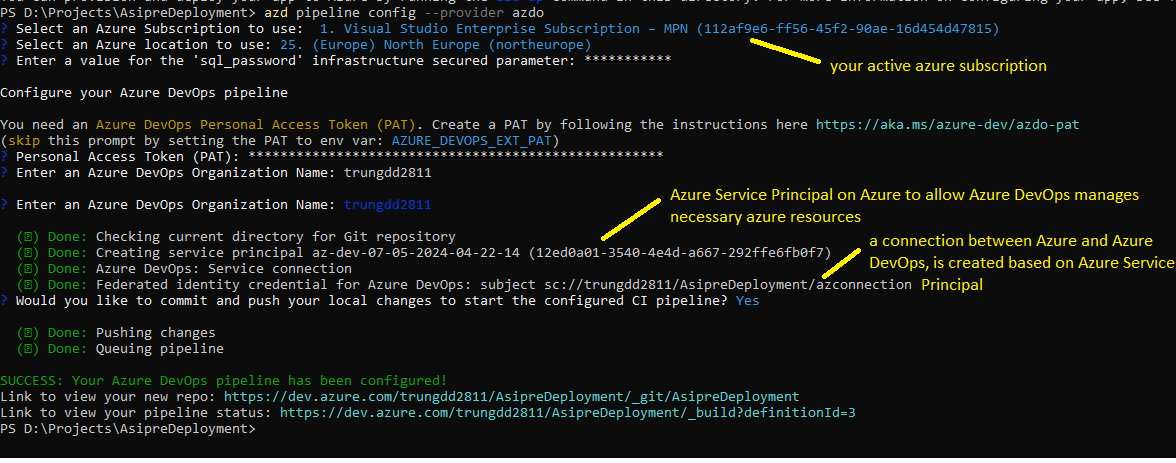 PS D:\Projects\AsipreDeployment> azd pipeline config --provider azdo
? Select an Azure Subscription to use:  1. Visual Studio Enterprise Subscription – MPN (112af9e6-ff56-45f2-90ae-16d454d47815)
? Select an Azure location to use: 25. (Europe) North Europe (northeurope)
? Enter a value for the 'sql_password' infrastructure secured parameter: ***********
your active azure subscription
Configure your Azure DevOps pipeline
You need an Azure DevOps Personal Access Token (PAT). Create a PAT by following the instructions here https://aka.ms/azure-dev/azdo-pat
(skip this prompt by setting the PAT to env var: AZURE_DEVOPS_EXT_PAT)
? Personal Access Token (PAT): ****************************************************
? Enter an Azure DevOps Organization Name: trungdd2811
? Enter an Azure DevOps Organization Name: trungdd2811
Azure Service Principal on Azure to allow Azure DevOps manages
necessary azure resources
(✓) Done: Checking current directory for Git repository
(✓) Done: Creating service principal az-dev-07-05-2024-04-22-14 (12ed0a01-3540-4e4d-a667-292ffe6fb0f7)
(✓) Done: Azure DevOps: Service connection
(✓) Done: Federated identity credential for Azure DevOps: subject sc://trungdd2811/AsipreDeployment/azconnection
a connection between Azure and Azure
DevOps, is created based on Azure Service
Principal
? Would you like to commit and push your local changes to start the configured CI pipeline? Yes
(✓) Done: Pushing changes
(✓) Done: Queuing pipeline
SUCCESS: Your Azure DevOps pipeline has been configured!
Link to view your new repo: https://dev.azure.com/trungdd2811/AsipreDeployment/_git/AsipreDeployment
Link to view your pipeline status: https://dev.azure.com/trungdd2811/AsipreDeployment/_build?definitionId=3
PS D:\Projects\AsipreDeployment>